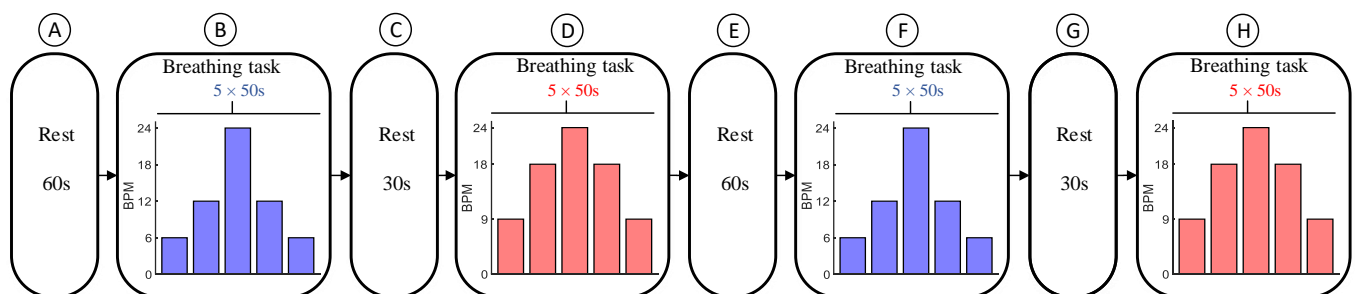 A
B
C
D
E
F
G
H
Rest
60s
Breathing task
5 × 50s
BPM
24
18
12
6
0
Rest
30s
Breathing task
5 × 50s
BPM
24
18
9
0
Rest
60s
Breathing task
5 × 50s
BPM
24
18
12
6
0
Rest
30s
Breathing task
5 × 50s
BPM
24
18
9
0